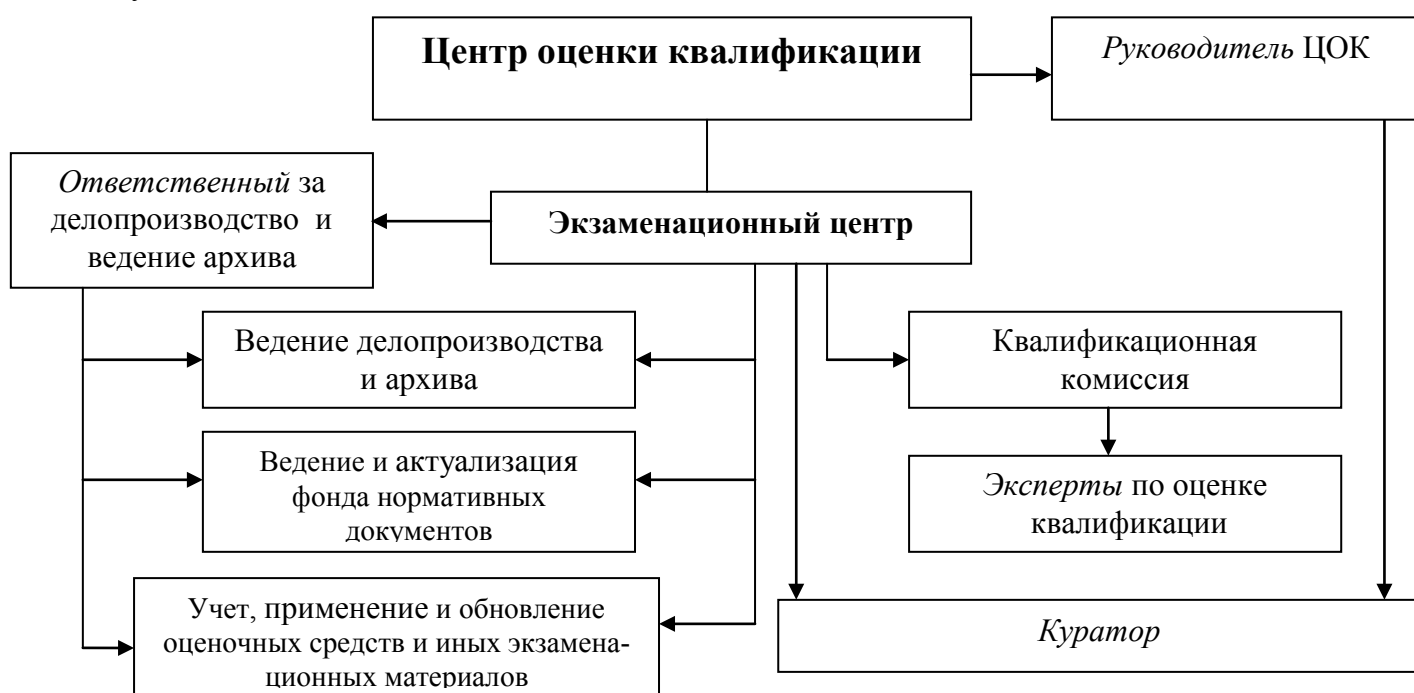 Центр оценки квалификации
Руководитель ЦОК
Ответственный за
делопроизводство и
ведение архива
Экзаменационный центр
Ведение делопроизводства
и архива
Квалификационная
комиссия
Ведение и актуализация
фонда нормативных
документов
Эксперты по оценке
квалификации
Учет, применение и обновление
оценочных средств и иных экзамена-
ционных материалов
Куратор